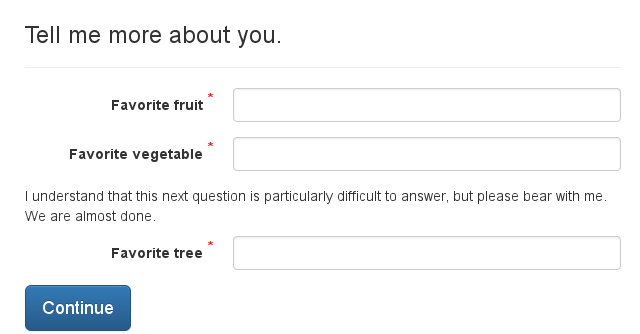 Tell me more about you.
Favorite fruit *
Favorite vegetable *
I understand that this next question is particularly difficult to answer, but please bear with me.
We are almost done.
Favorite tree *
Continue